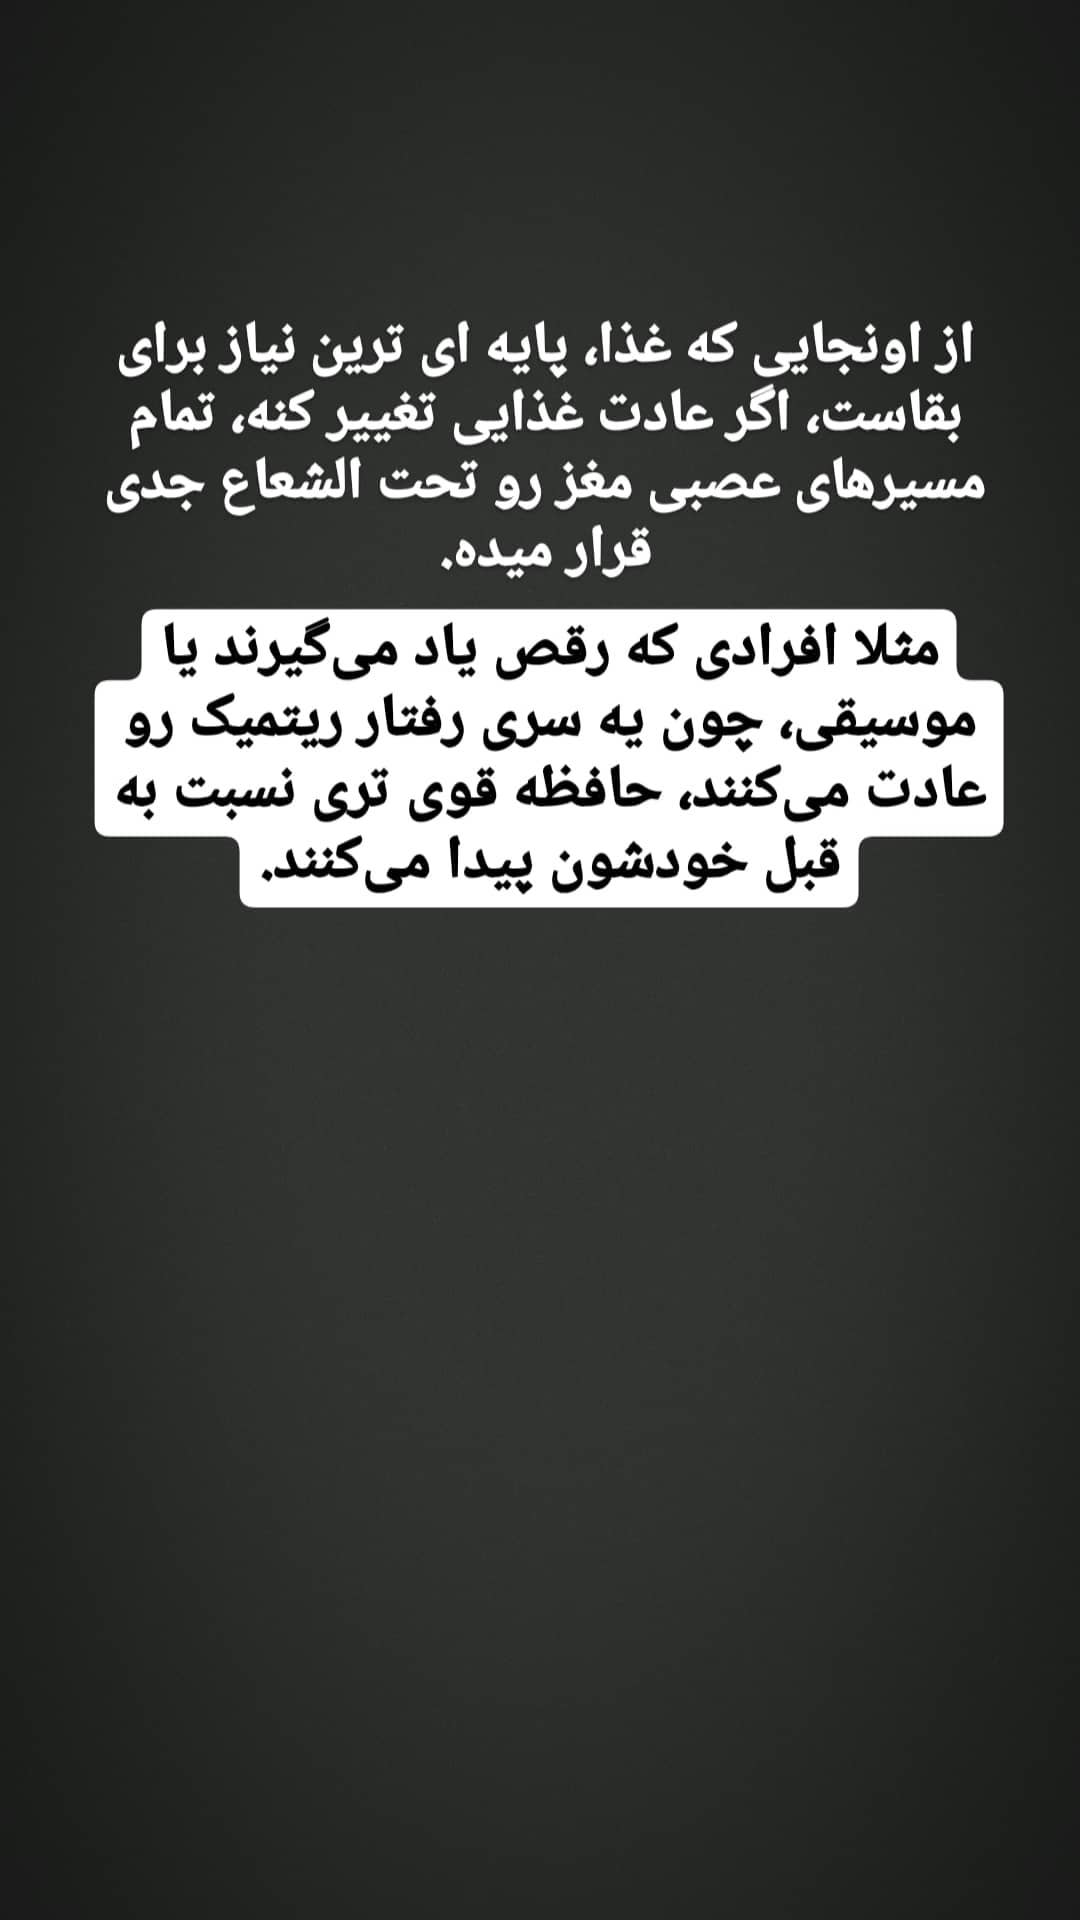 از اونجایی که غذا، پایه ای ترین نیاز برای
بقاست، اگر عادت غذایی تغییر کنه، تمام
مسیرهای عصبی مغز رو تحت الشعاع جدی
قرار میده.
مثلا افرادی که رقص یاد می‌گیرند یا
موسیقی، چون یه سری رفتار ریتمیک رو
عادت می‌کنند، حافظه قوی تری نسبت به
قبل خودشون پیدا می‌کنند.